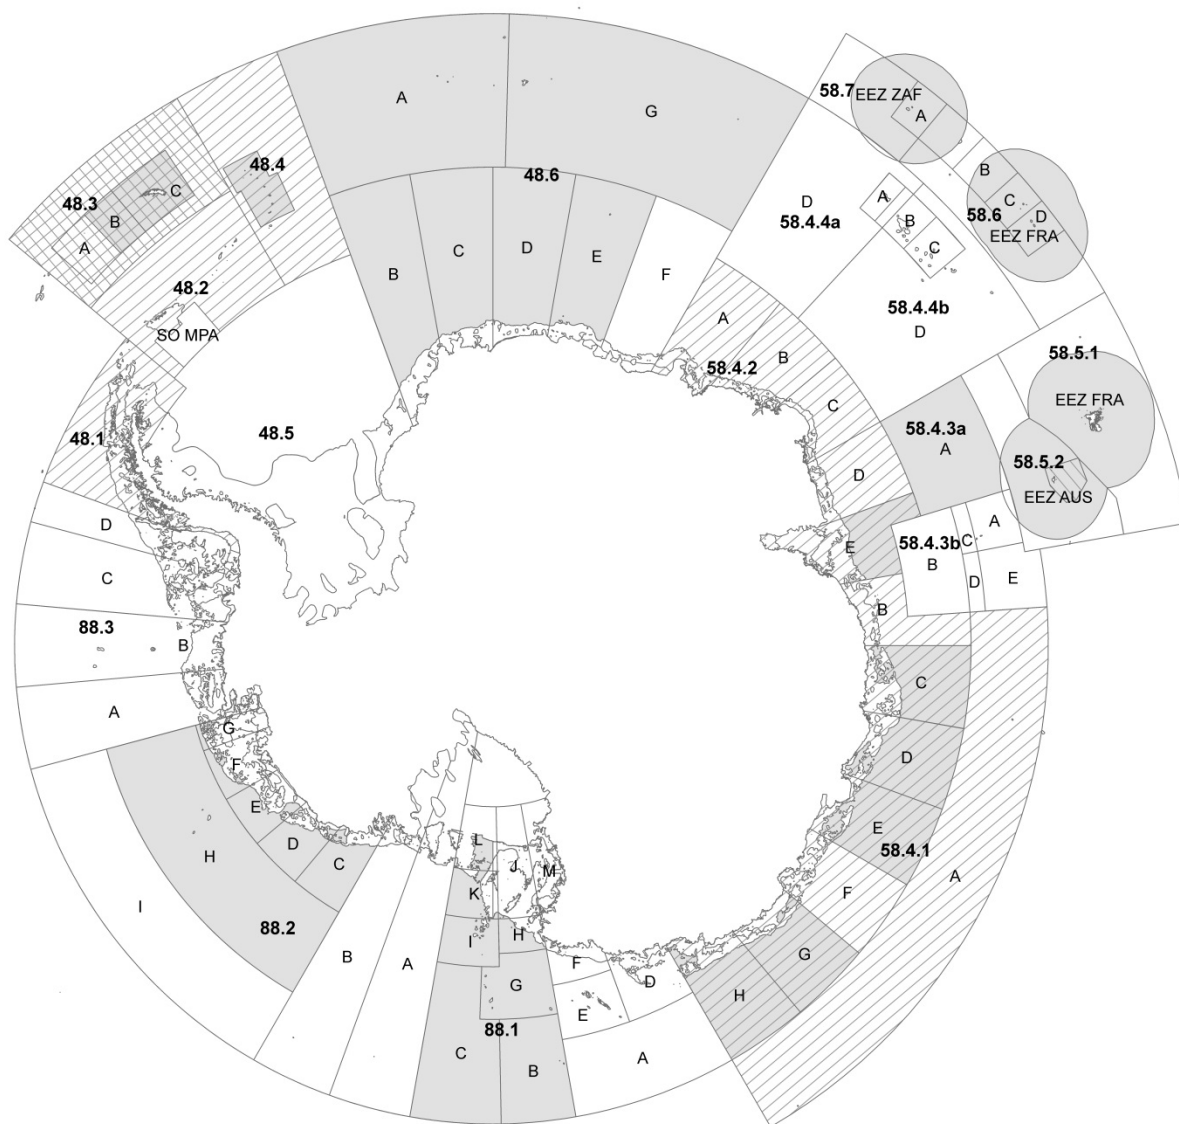 A
G
48.6
B
C
D
E
F
48.4
48.3
C
B
A
48.2
SO MPA
48.1
48.5
58.7
EEZ ZAF
A
B
C
D
58.6
EEZ FRA
D
58.4.4a
A
B
C
58.4.4b
D
A
B
58.4.2
C
D
E
58.4.3a
A
58.5.1
EEZ FRA
58.5.2
EEZ AUS
58.4.3b
B
A
C
D
E
B
C
D
E
58.4.1
A
F
G
H
D
C
88.3
B
A
G
F
E
D
C
H
I
88.2
B
A
L
J
M
K
I
H
G
F
D
E
88.1
C
B
A